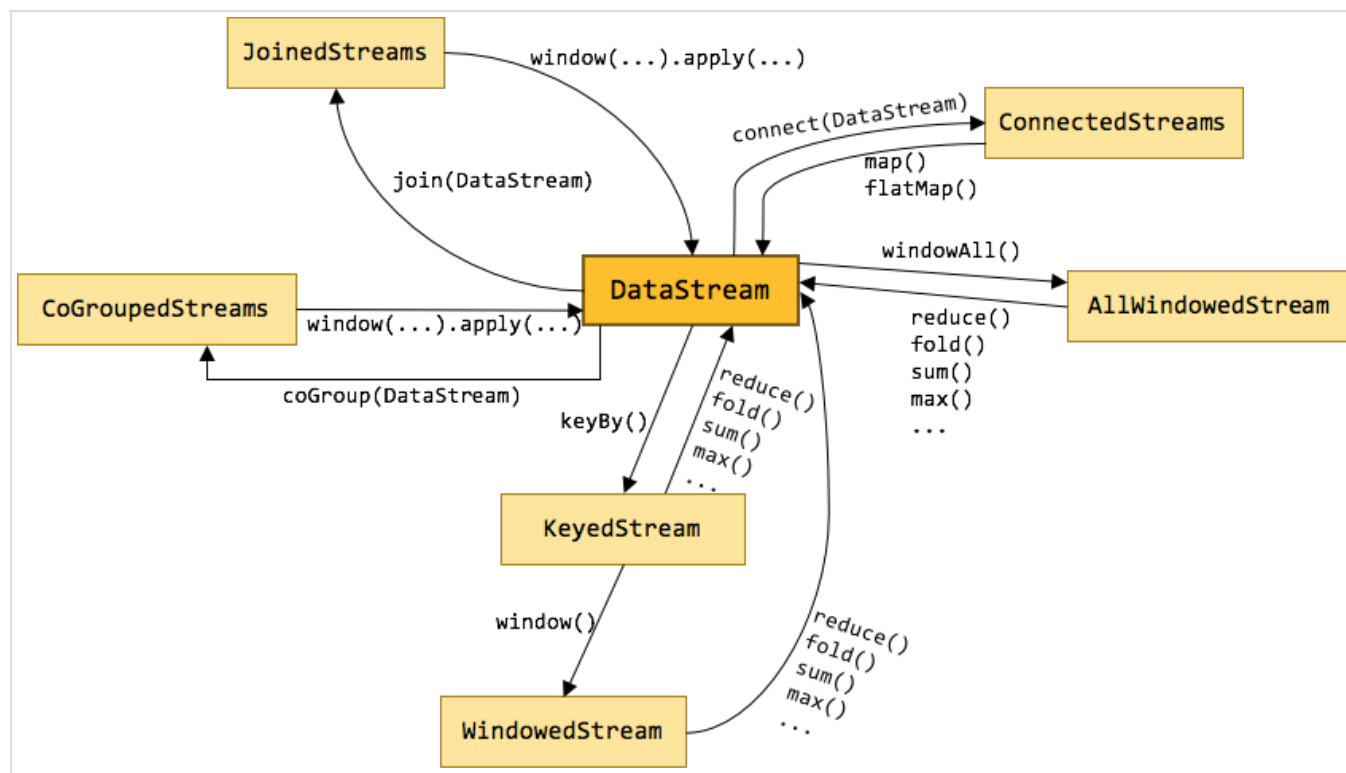 JoinedStreams
window(...).apply(...)
connect(DataStream)
ConnectedStreams
map()
flatMap()
join(DataStream)
windowAll()
DataStream
CoGroupedStreams
window(...).apply(...)
AllWindowedStream
reduce()
fold()
sum()
max()
...
coGroup(DataStream)
keyBy()
reduce()
fold()
sum()
max()
...
KeyedStream
window()
reduce()
fold()
sum()
max()
...
WindowedStream